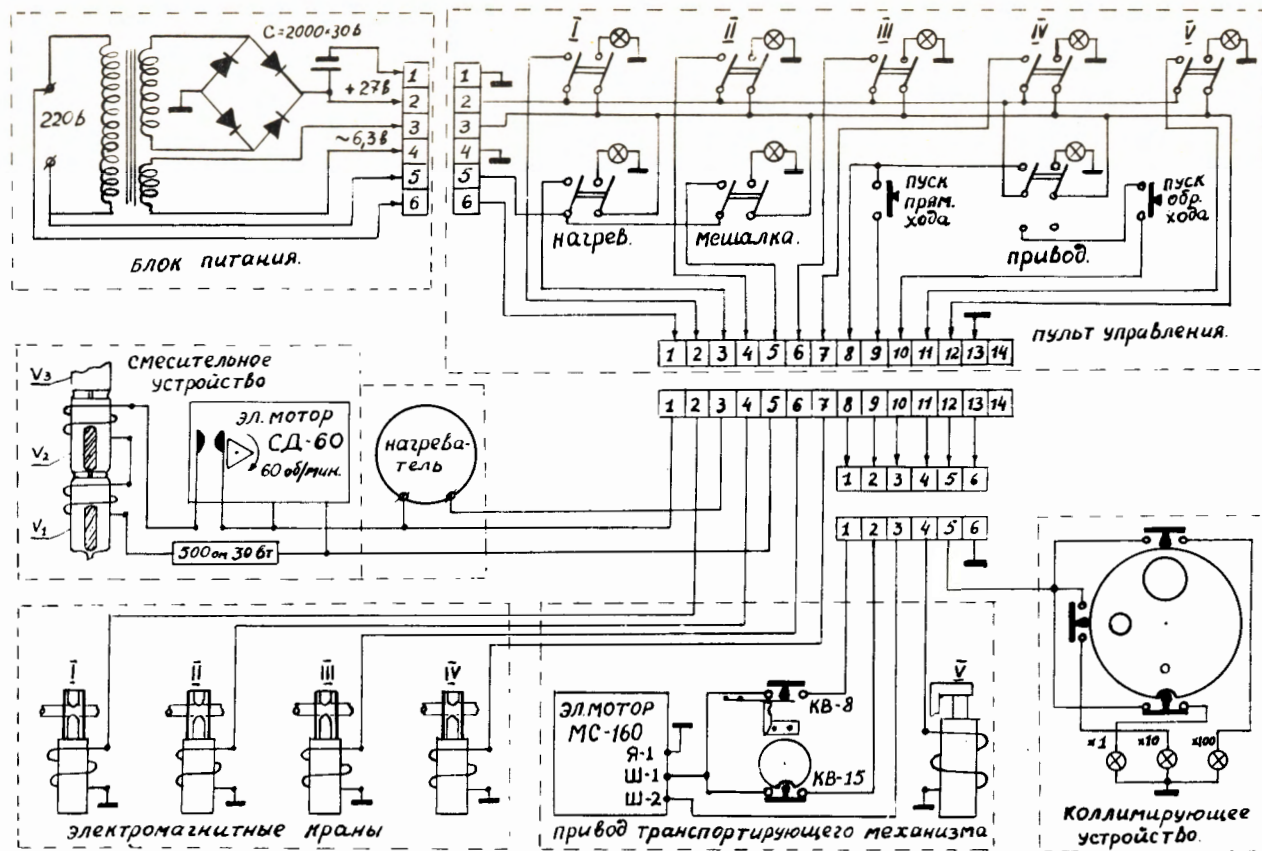 C=2000×30в
+27в
220в
~6,3в
1
2
3
4
5
6
БЛОК ПИТАНИЯ.
1
2
3
4
5
6
I
II
III
IV
V
нагрев.
мешалка.
пуск
прям.
хода
привод.
пуск
обр.
хода
пульт управления.
1 2 3 4 5 6 7 8 9 10 11 12 13 14
1 2 3 4 5 6 7 8 9 10 11 12 13 14
1 2 3 4 5 6
1 2 3 4 5 6
смесительное
устройство
V3
V2
V1
эл. мотор
СД-60
60 об/мин.
500 ом 30 вт
нагрева-
тель
I
II
III
IV
электромагнитные краны
эл. мотор
МС-160
Я-1
Ш-1
Ш-2
КВ-8
КВ-15
V
привод транспортирующего механизма
×1
×10
×100
Коллимирующее
устройство.